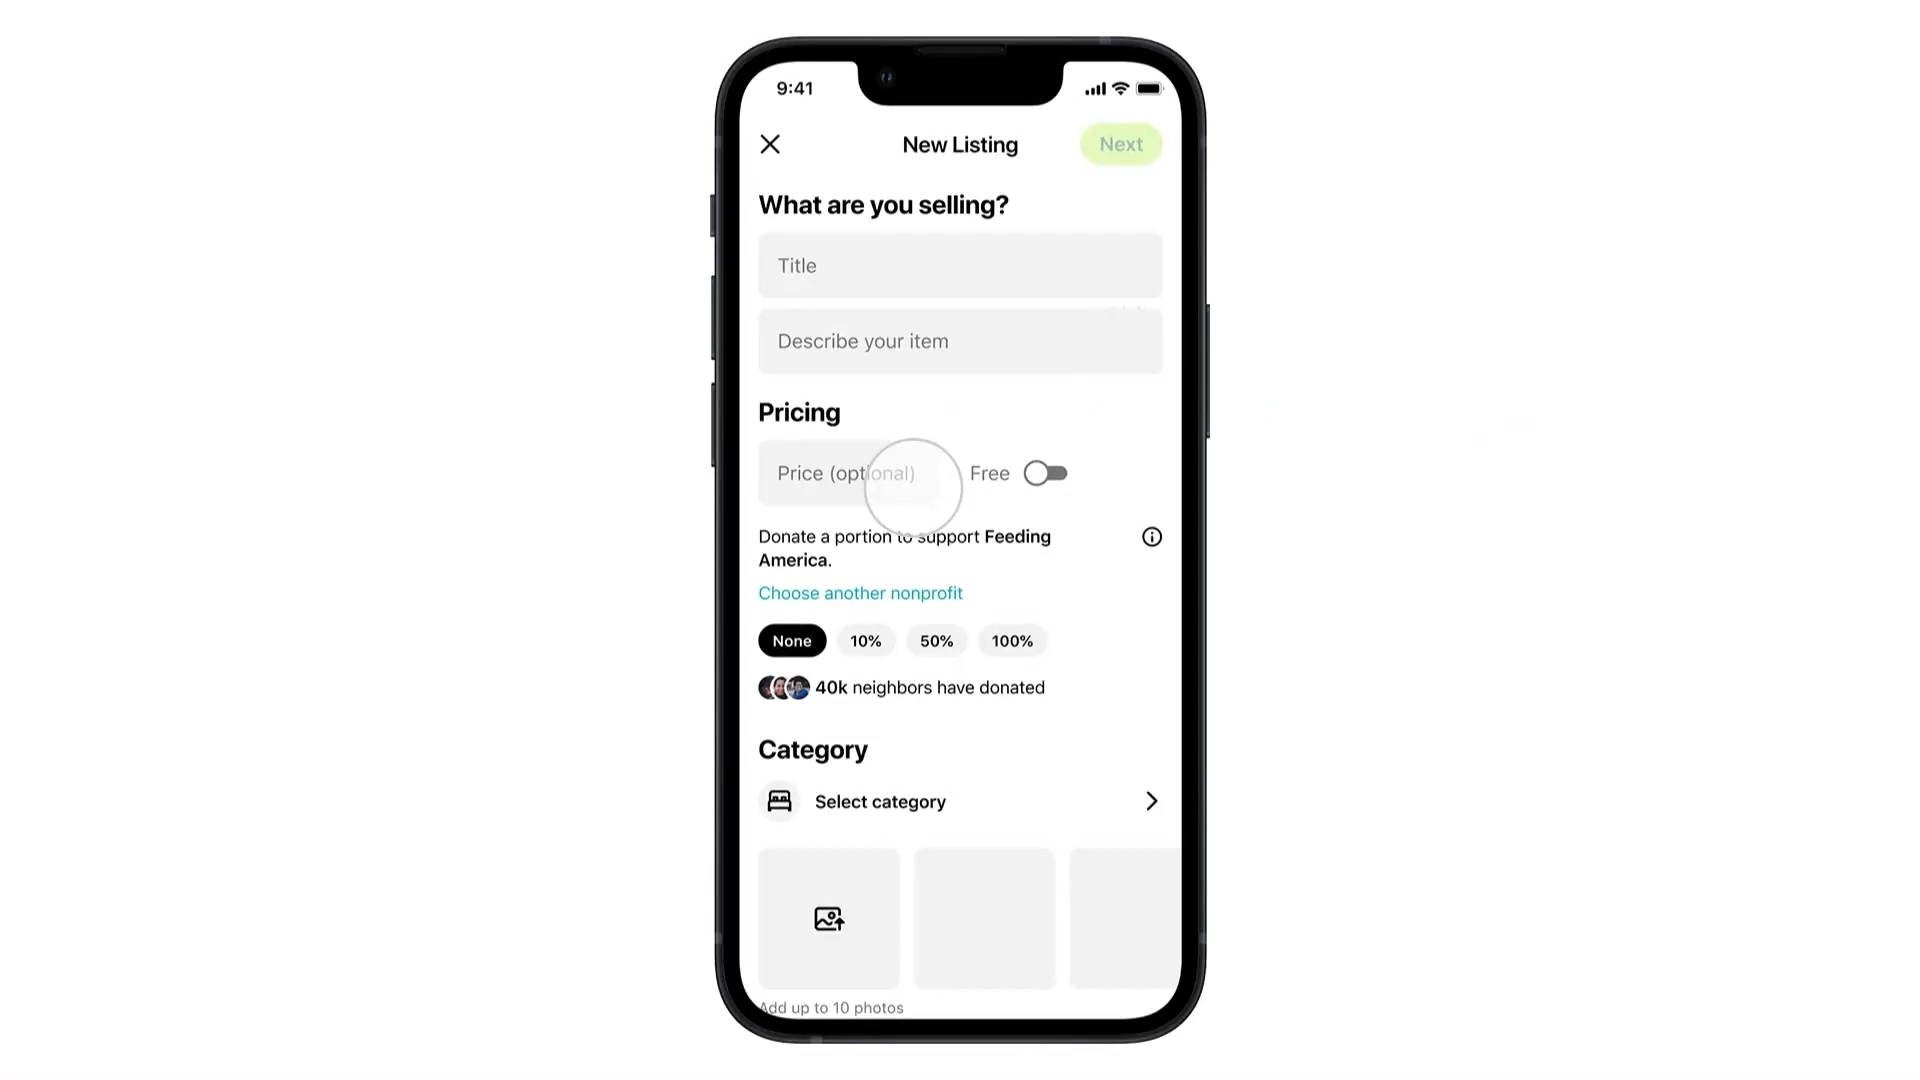 9:41
New Listing
Next
What are you selling?
Title
Describe your item
Pricing
Price (optional)
Free
Donate a portion to support Feeding
America.
Choose another nonprofit
None
10%
50%
100%
40k neighbors have donated
Category
Select category
Add up to 10 photos